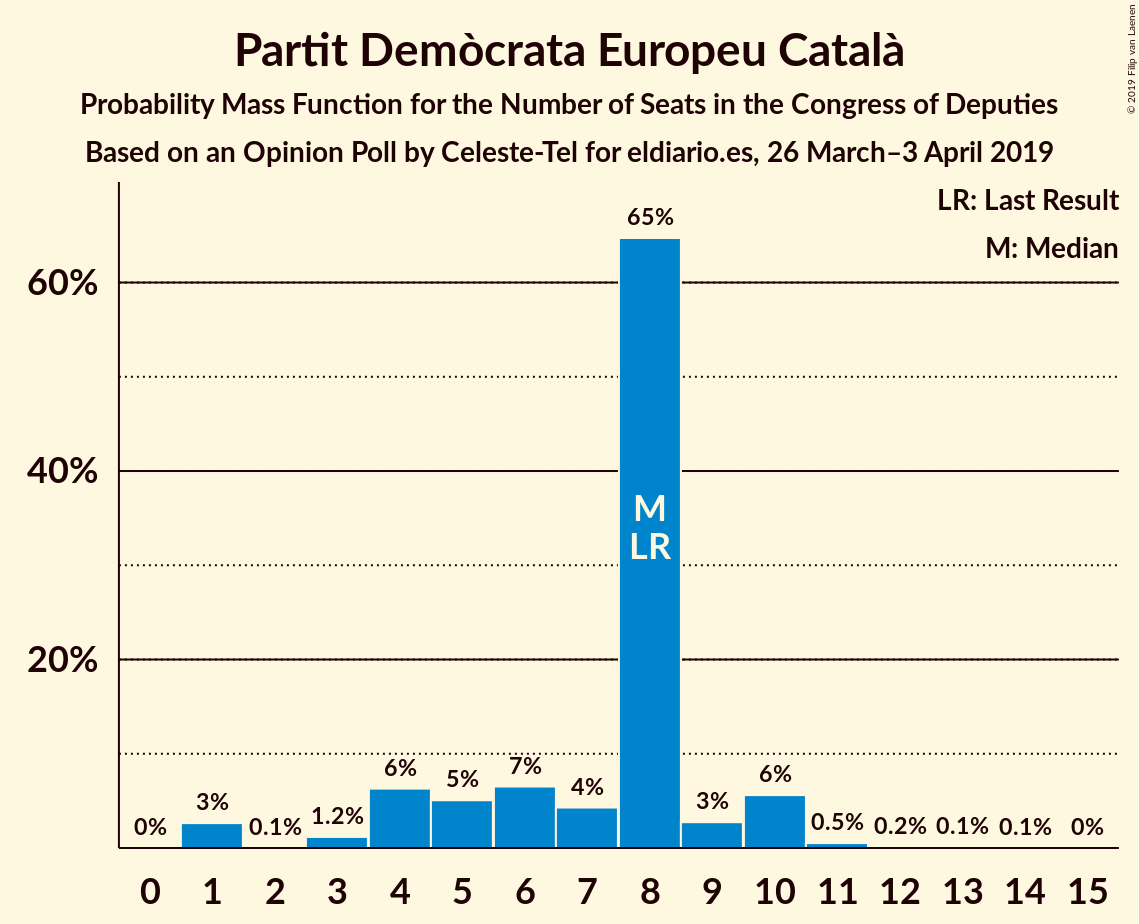 Partit Demòcrata Europeu Català
Probability Mass Function for the Number of Seats in the Congress of Deputies
Based on an Opinion Poll by Celeste-Tel for eldiario.es, 26 March–3 April 2019
© 2019 Filip van Laenen
LR: Last Result
M: Median
60%
40%
20%
0%
3%
0.1%
1.2%
6%
5%
7%
4%
65%
3%
6%
0.5%
0.2%
0.1%
0.1%
0%
M
LR
0 1 2 3 4 5 6 7 8 9 10 11 12 13 14 15